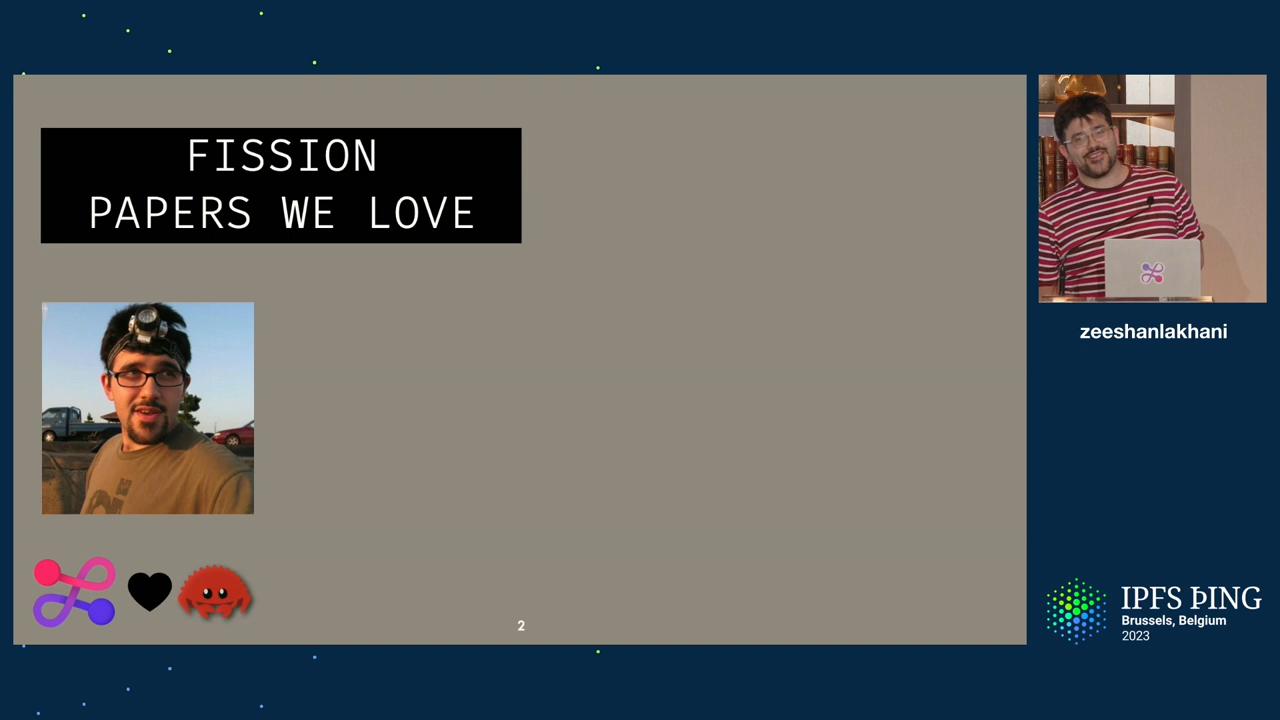 FISSION
PAPERS WE LOVE
2
zeeshanlakhani
IPFS ÞING
Brussels, Belgium
2023